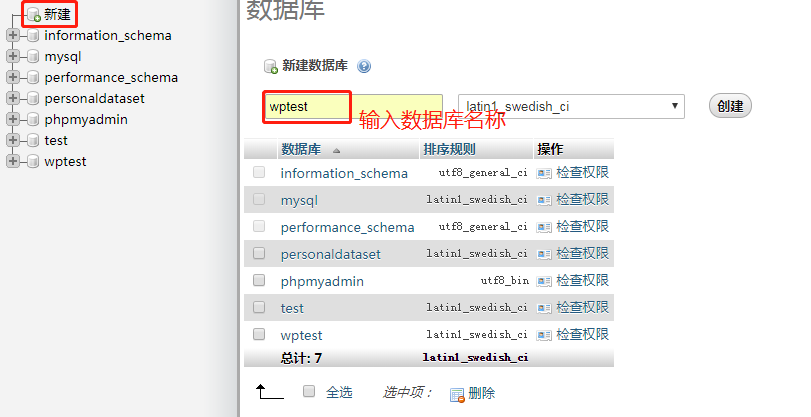 新建
information_schema
mysql
performance_schema
personaldataset
phpmyadmin
test
wptest
数据库
新建数据库
wptest latin1_swedish_ci 创建
输入数据库名称
数据库 排序规则 操作
information_schema utf8_general_ci 检查权限
mysql latin1_swedish_ci 检查权限
performance_schema utf8_general_ci 检查权限
personaldataset latin1_swedish_ci 检查权限
phpmyadmin utf8_bin 检查权限
test latin1_swedish_ci 检查权限
wptest latin1_swedish_ci 检查权限
总计: 7 latin1_swedish_ci
全选 选中项： 删除